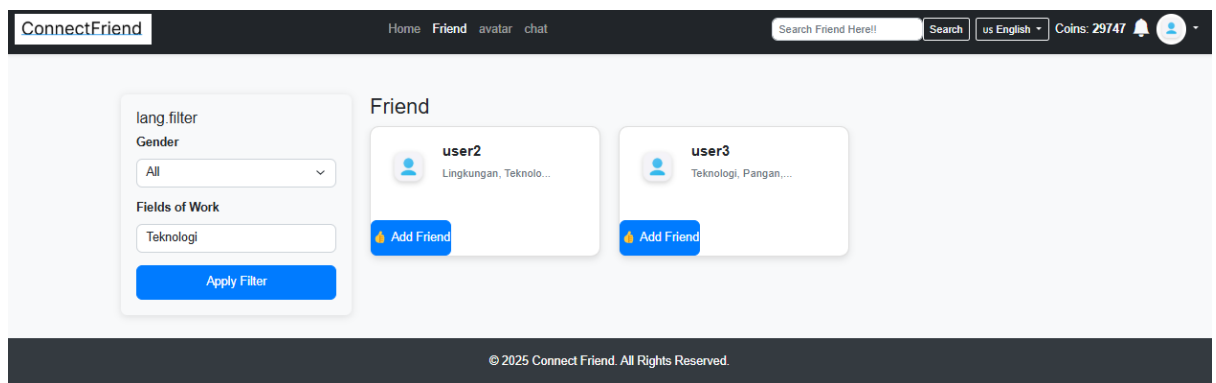 ConnectFriend
Home Friend avatar chat
Search Friend Here!! Search us English Coins: 29747
lang.filter
Gender
All
Fields of Work
Teknologi
Apply Filter
Friend
user2
Lingkungan, Teknolo...
Add Friend
user3
Teknologi, Pangan,...
Add Friend
© 2025 Connect Friend. All Rights Reserved.